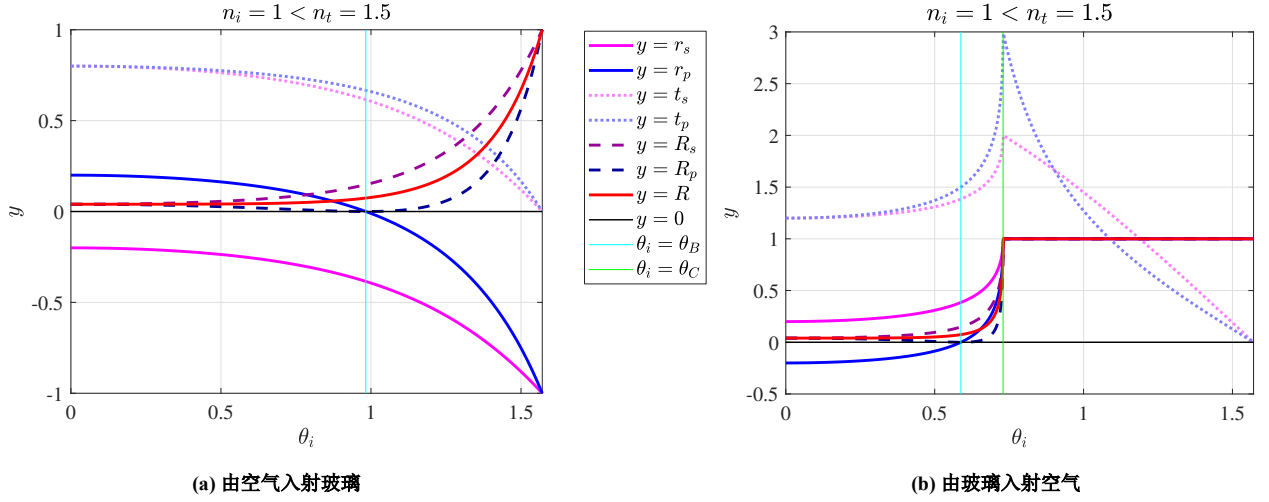 n_i = 1 < n_t = 1.5
1
0.5
0
-0.5
-1
y
0
0.5
1
1.5
θ_i
(a) 由空气入射玻璃
y = r_s
y = r_p
y = t_s
y = t_p
y = R_s
y = R_p
y = R
y = 0
θ_i = θ_B
θ_i = θ_C
n_i = 1 < n_t = 1.5
3
2.5
2
1.5
1
0.5
0
-0.5
y
0
0.5
1
1.5
θ_i
(b) 由玻璃入射空气